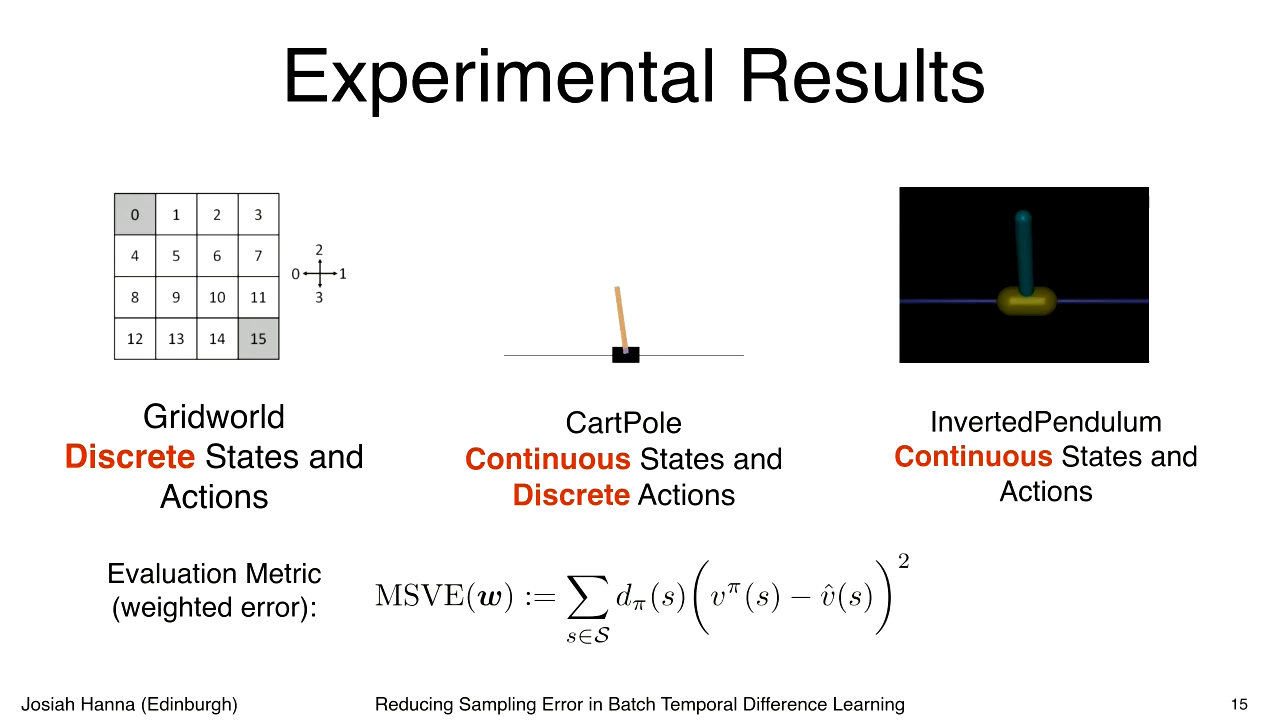 Experimental Results
0 1 2 3
4 5 6 7
8 9 10 11
12 13 14 15
2
0 1
3
Gridworld
Discrete States and
Actions
CartPole
Continuous States and
Discrete Actions
InvertedPendulum
Continuous States and
Actions
Evaluation Metric
(weighted error):
MSVE(w) := ∑_{s∈𝒮} d_π(s)(v^π(s) − v̂(s))^2
Josiah Hanna (Edinburgh) Reducing Sampling Error in Batch Temporal Difference Learning 15